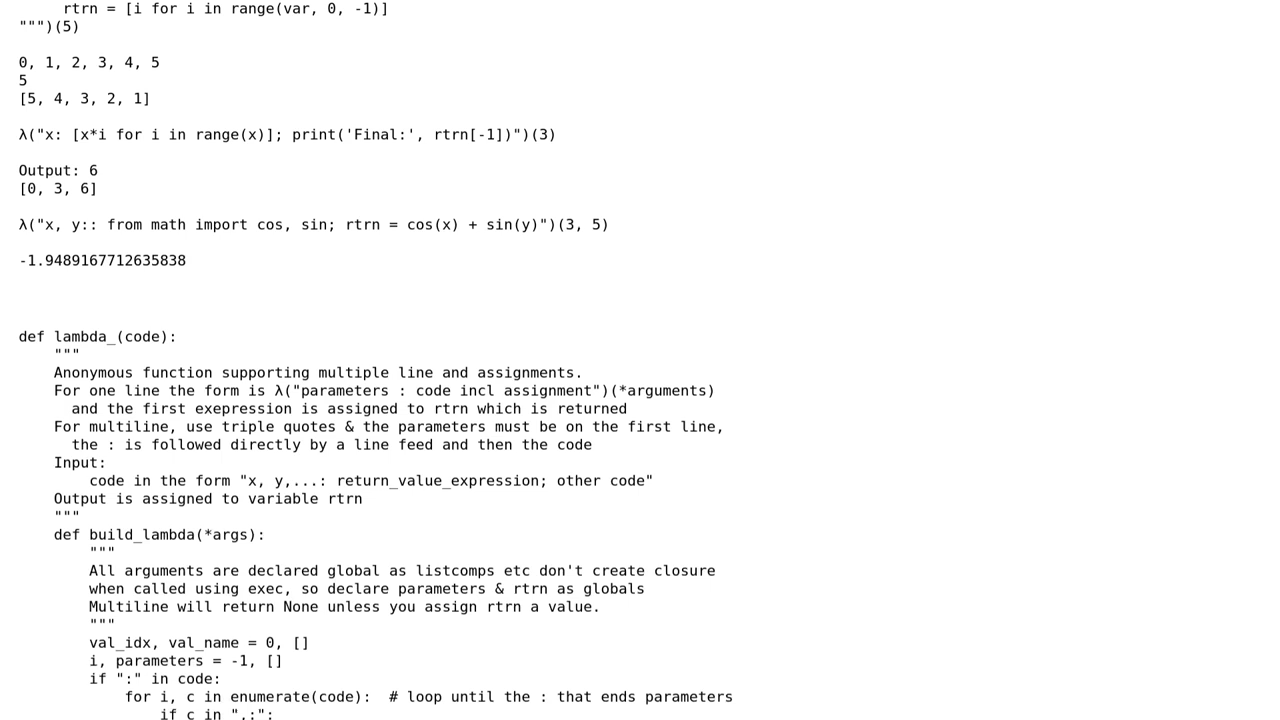 rtrn = [i for i in range(var, 0, -1)]
""")(5)
0, 1, 2, 3, 4, 5
5
[5, 4, 3, 2, 1]
λ("x: [x*i for i in range(x)]; print('Final:', rtrn[-1])")(3)
Output: 6
[0, 3, 6]
λ("x, y:: from math import cos, sin; rtrn = cos(x) + sin(y)")(3, 5)
-1.9489167712635838
def lambda_(code):
"""
Anonymous function supporting multiple line and assignments.
For one line the form is λ("parameters : code incl assignment")(*arguments)
and the first exepression is assigned to rtrn which is returned
For multiline, use triple quotes & the parameters must be on the first line,
the : is followed directly by a line feed and then the code
Input:
code in the form "x, y,...: return_value_expression; other code"
Output is assigned to variable rtrn
"""
def build_lambda(*args):
"""
All arguments are declared global as listcomps etc don't create closure
when called using exec, so declare parameters & rtrn as globals
Multiline will return None unless you assign rtrn a value.
"""
val_idx, val_name = 0, []
i, parameters = -1, []
if ":" in code:
for i, c in enumerate(code):  # loop until the : that ends parameters
if c in ",:":